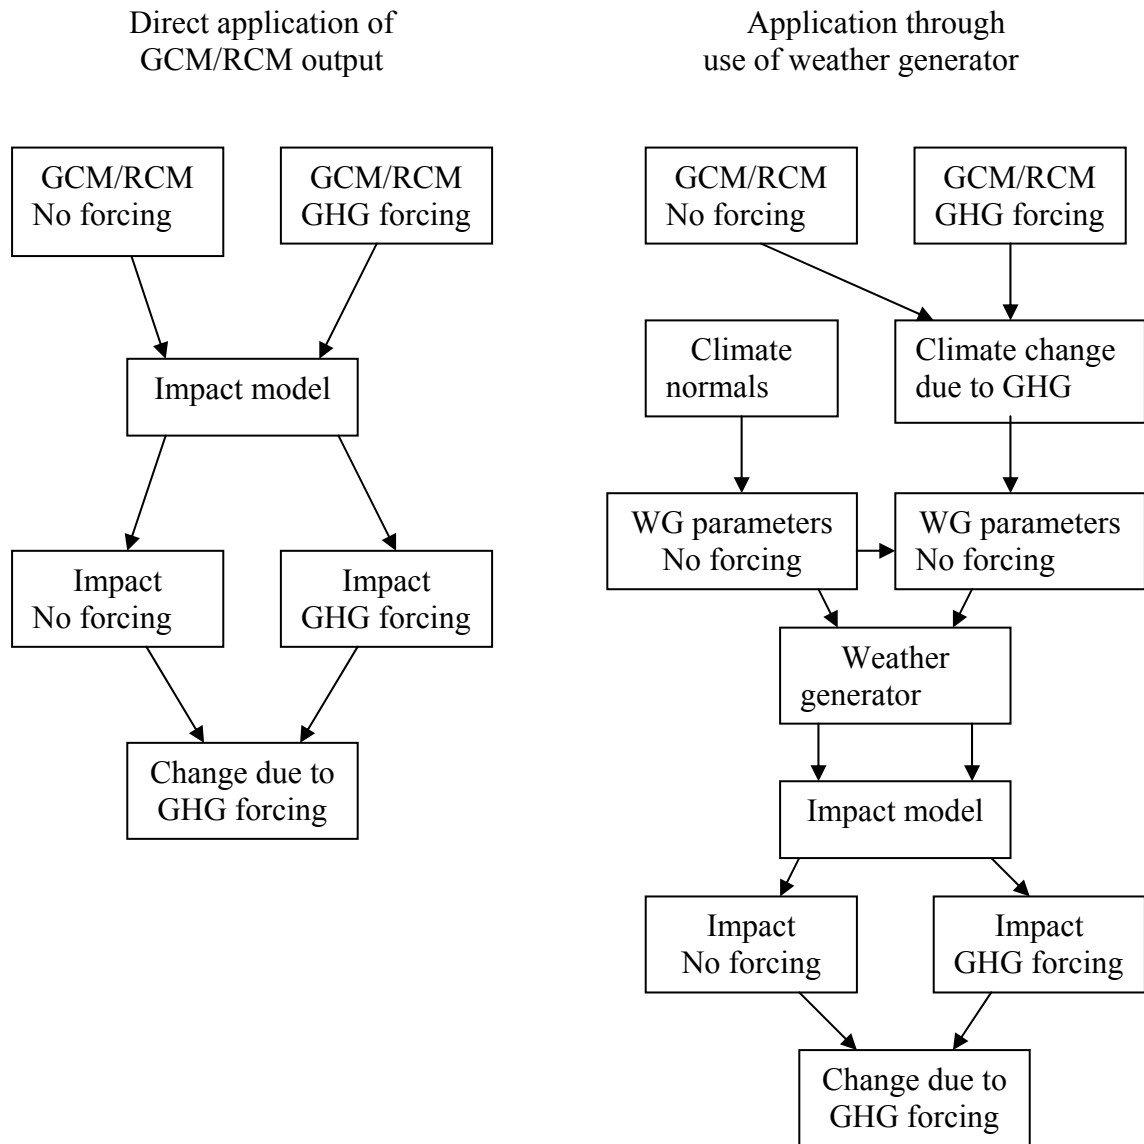 Direct application of
GCM/RCM output
GCM/RCM
No forcing
GCM/RCM
GHG forcing
Impact model
Impact
No forcing
Impact
GHG forcing
Change due to
GHG forcing
Application through
use of weather generator
GCM/RCM
No forcing
GCM/RCM
GHG forcing
Climate
normals
Climate change
due to GHG
WG parameters
No forcing
WG parameters
No forcing
Weather
generator
Impact model
Impact
No forcing
Impact
GHG forcing
Change due to
GHG forcing